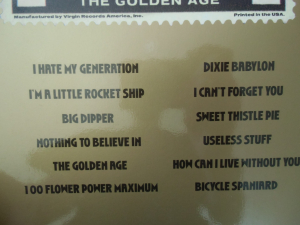 THE GOLDEN AGE
Manufactured by Virgin Records America, Inc.
Printed in the USA.
I HATE MY GENERATION
I'M A LITTLE ROCKET SHIP
BIG DIPPER
NOTHING TO BELIEVE IN
THE GOLDEN AGE
100 FLOWER POWER MAXIMUM
DIXIE BABYLON
I CAN'T FORGET YOU
SWEET THISTLE PIE
USELESS STUFF
HOW CAN I LIVE WITHOUT YOU
BICYCLE SPANIARD